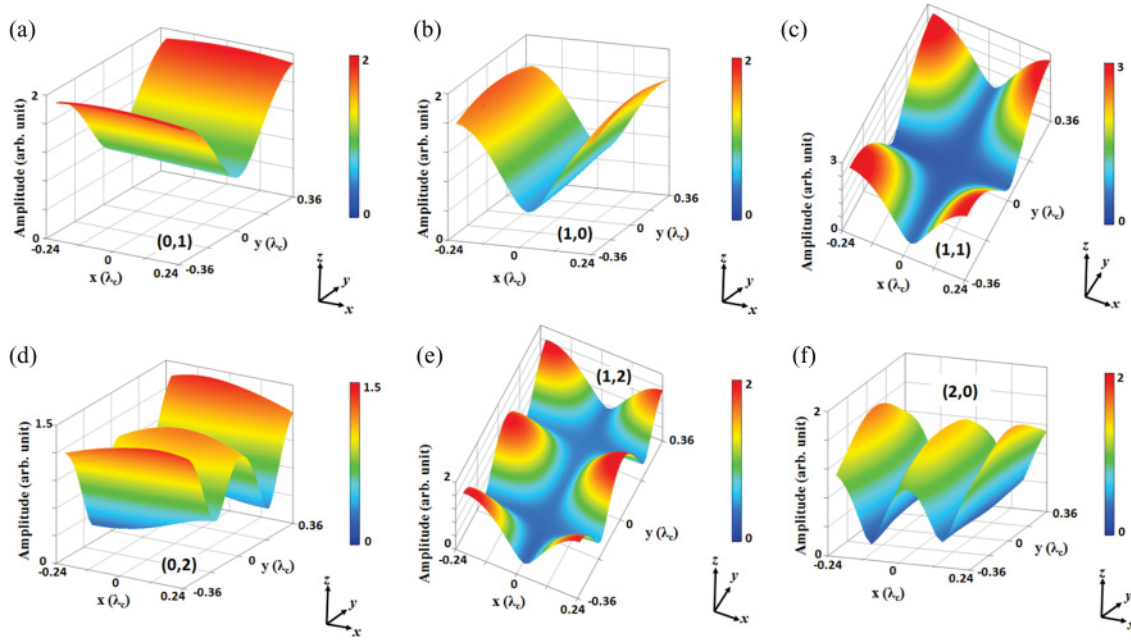 (a)
2
Amplitude (arb. unit)
0
-0.24
0
x (λc)
0.24
(0,1)
-0.36
0
y (λc)
0.36
2
0
z
y
x
(b)
2
Amplitude (arb. unit)
0
-0.24
0
x (λc)
0.24
(1,0)
-0.36
0
y (λc)
0.36
2
0
z
y
x
(c)
3
Amplitude (arb. unit)
0
-0.24
0
x (λc)
0.24
(1,1)
-0.36
0
y (λc)
0.36
3
0
z
y
x
(d)
1.5
Amplitude (arb. unit)
0
-0.24
0
x (λc)
0.24
(0,2)
-0.36
0
y (λc)
0.36
1.5
0
z
y
x
(e)
(1,2)
2
Amplitude (arb. unit)
0
-0.24
0
x (λc)
0.24
-0.36
0
y (λc)
0.36
2
0
z
y
x
(f)
(2,0)
2
Amplitude (arb. unit)
0
-0.24
0
x (λc)
0.24
-0.36
0
y (λc)
0.36
2
0
z
y
x